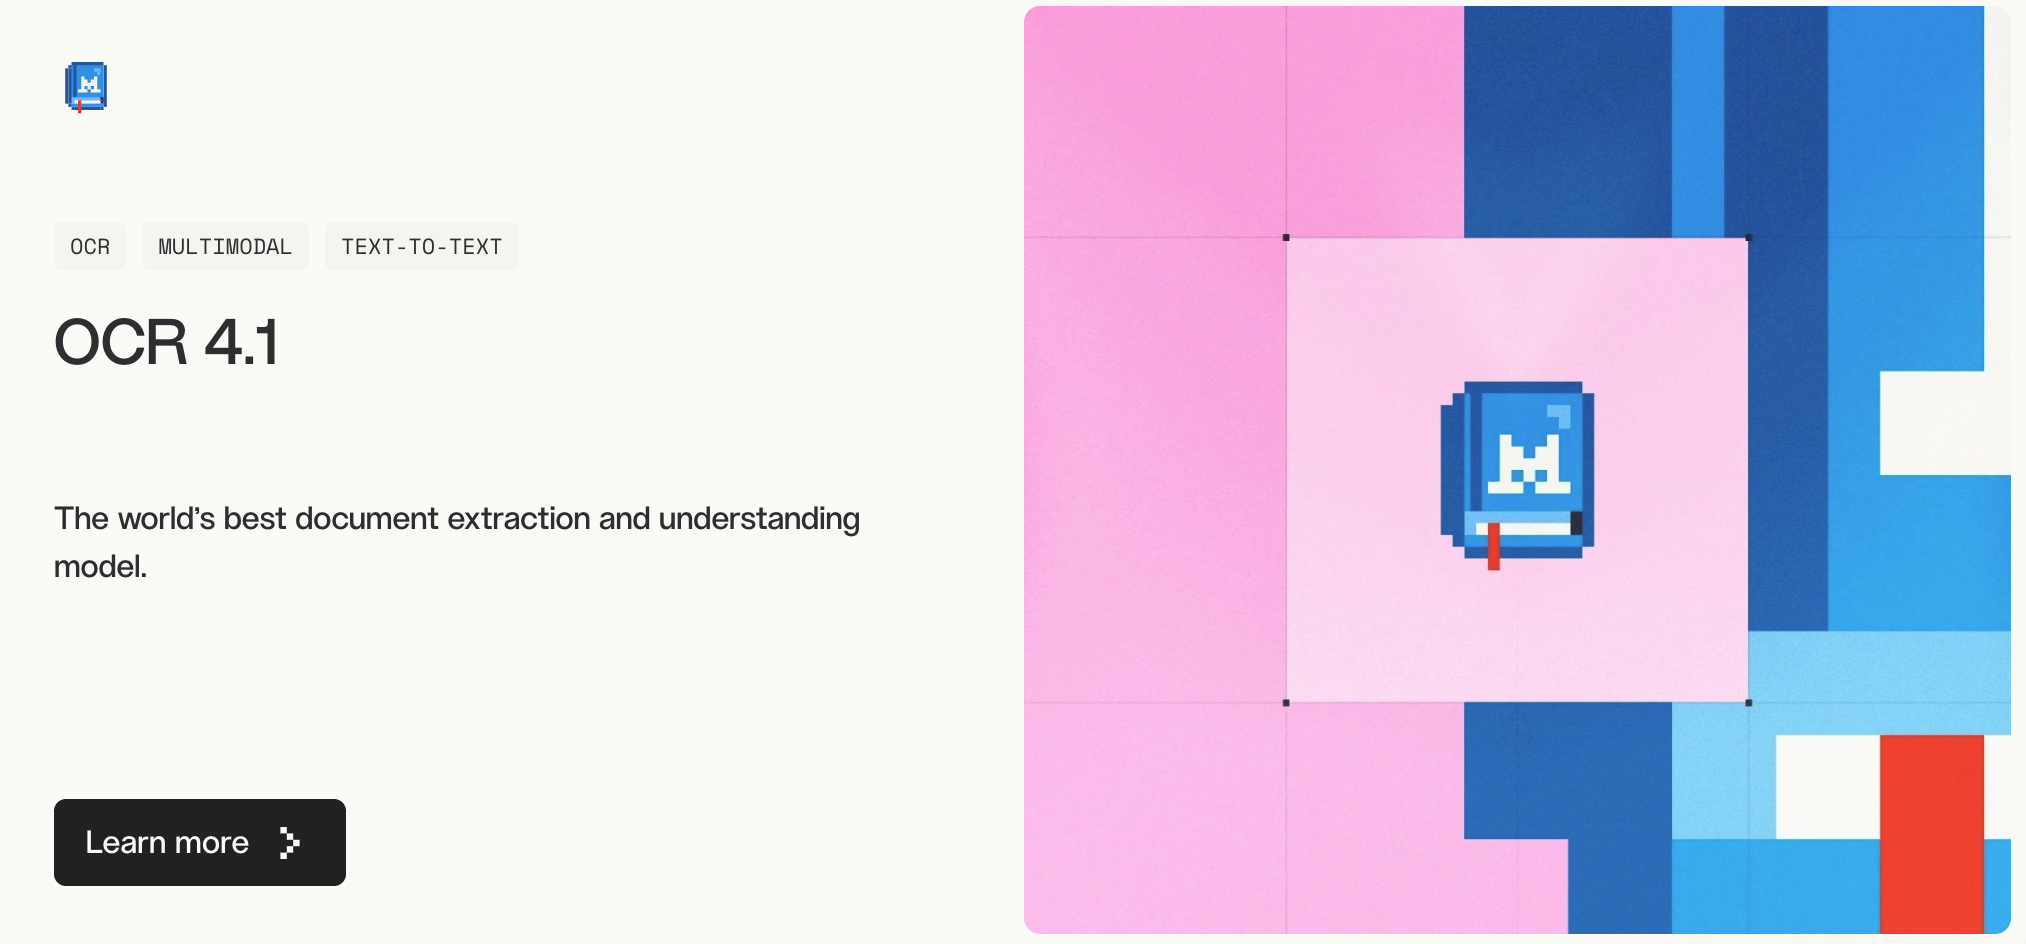 OCR
MULTIMODAL
TEXT-TO-TEXT
OCR 4.1
The world’s best document extraction and understanding
model.
Learn more
M